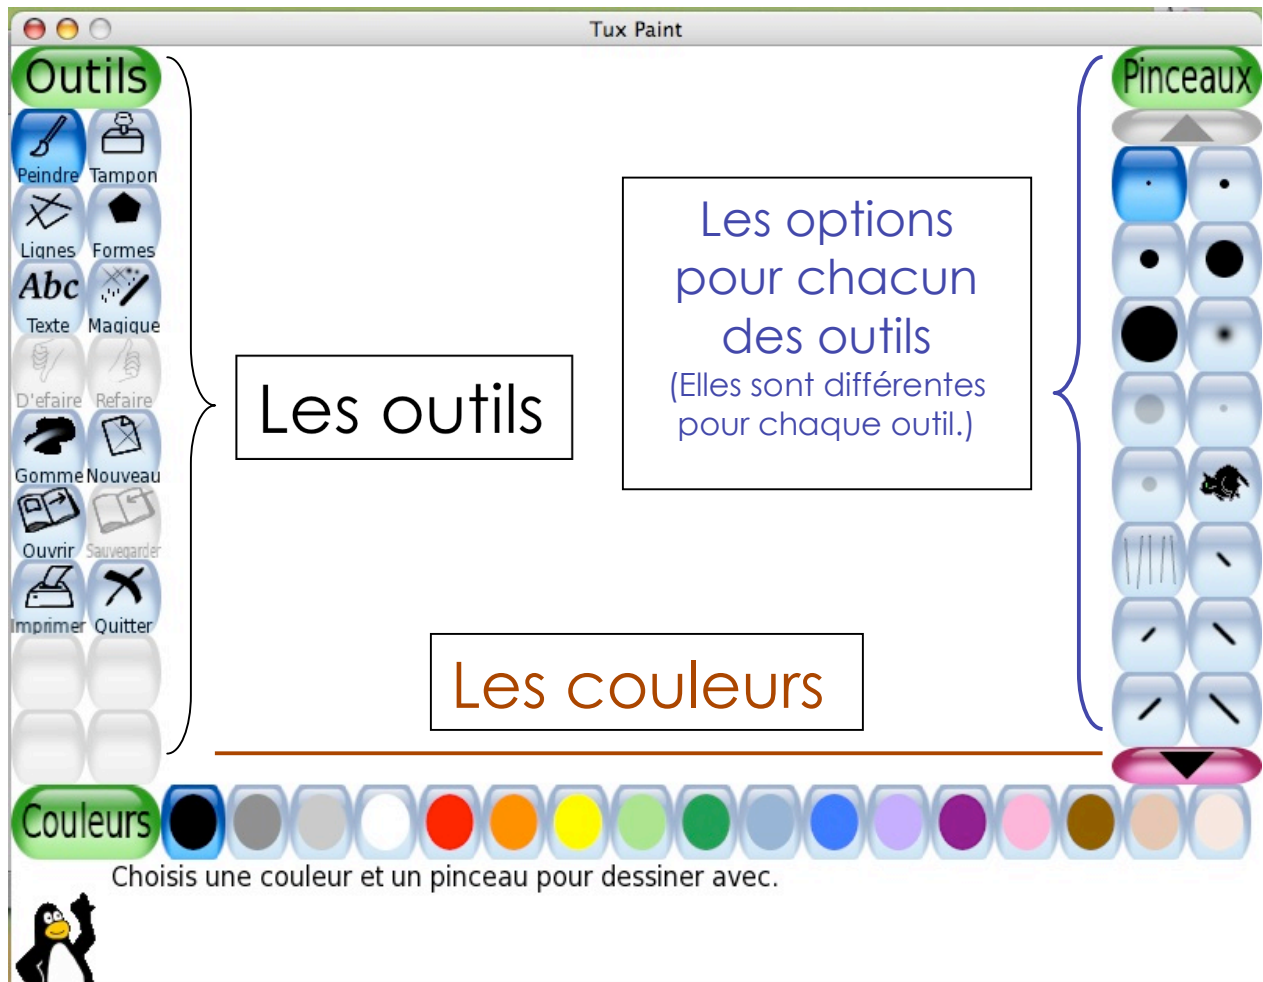 Tux Paint
Outils
Pinceaux
Peindre Tampon
Lignes Formes
Abc
Texte Magique
D'efaire Refaire
Gomme Nouveau
Ouvrir Sauvegarder
Imprimer Quitter
Les outils
Les options
pour chacun
des outils
(Elles sont différentes
pour chaque outil.)
Les couleurs
Couleurs
Choisis une couleur et un pinceau pour dessiner avec.